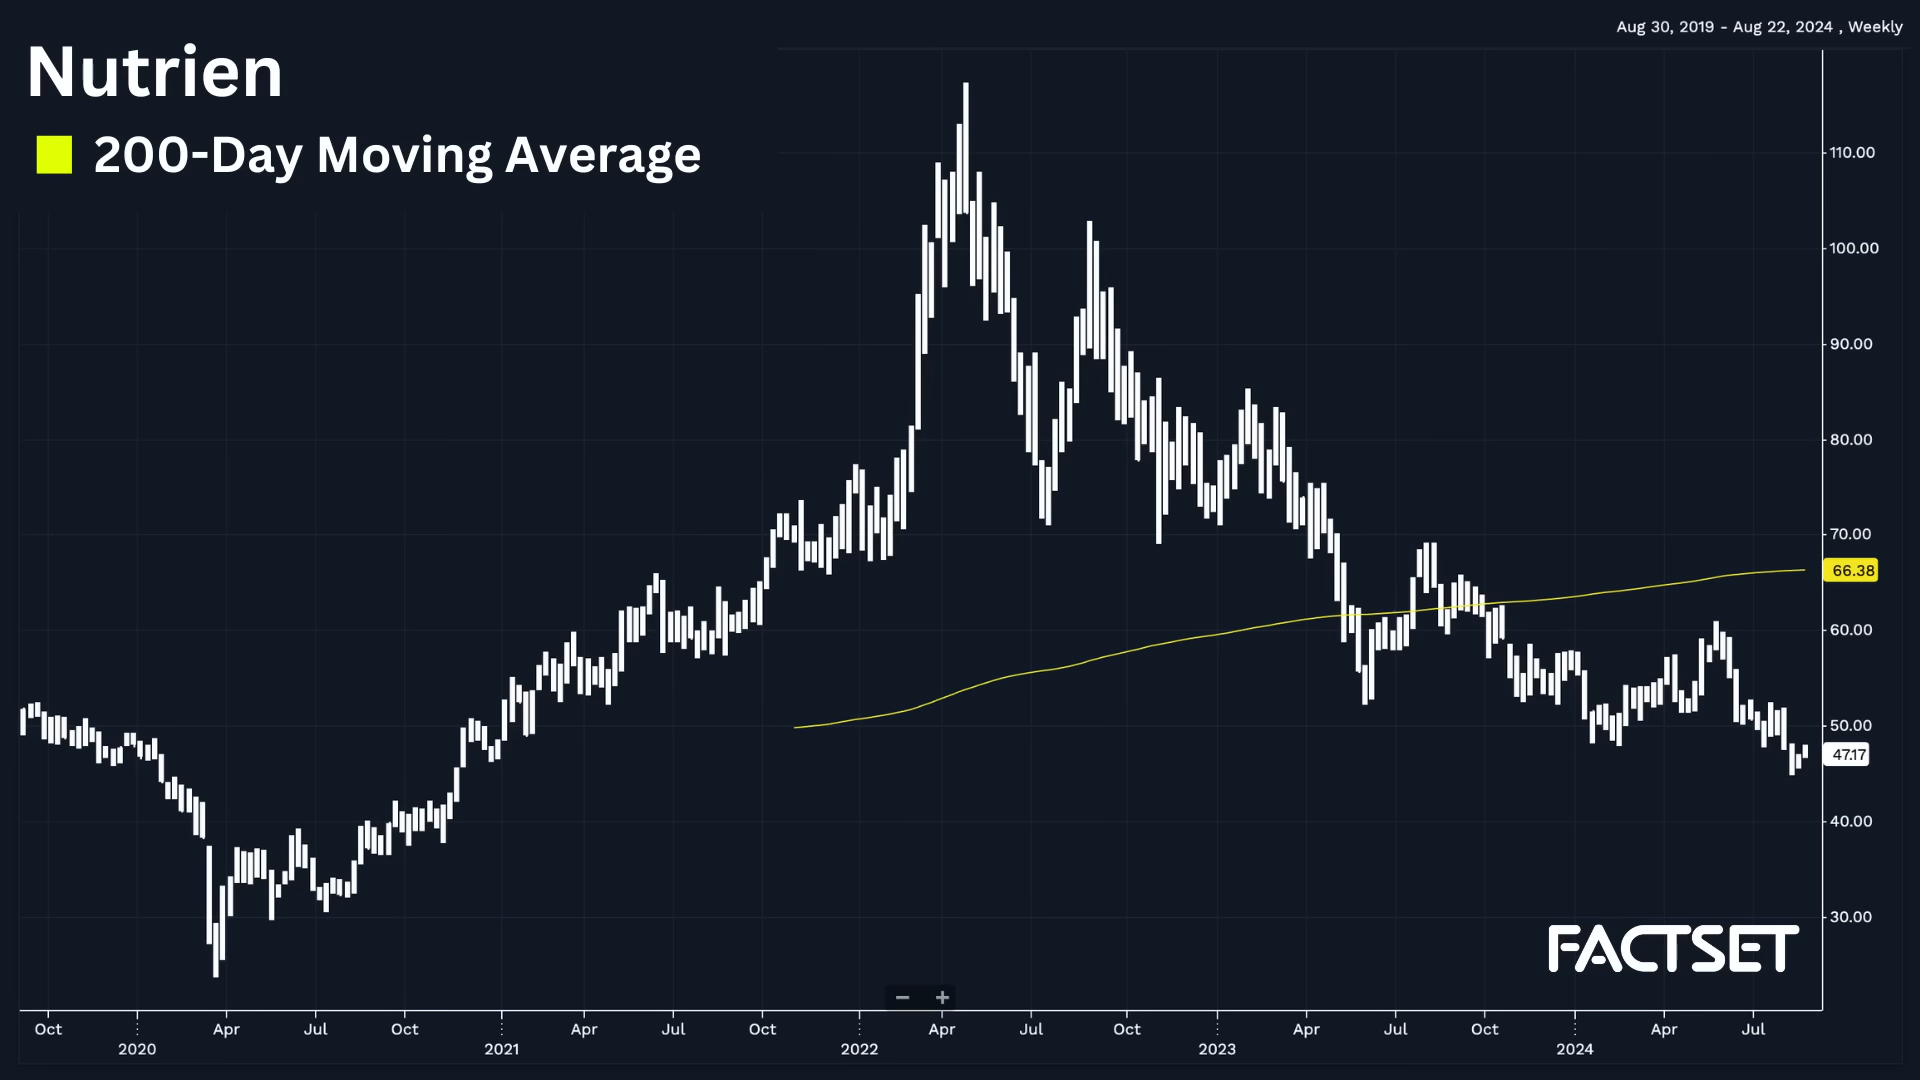 Aug 30, 2019 - Aug 22, 2024 , Weekly
Nutrien
200-Day Moving Average
110.00
100.00
90.00
80.00
70.00
66.38
60.00
50.00
47.17
40.00
30.00
FACTSET
− +
Oct Apr Jul Oct Apr Jul Oct Apr Jul Oct Apr Jul Oct Apr Jul
2020 2021 2022 2023 2024